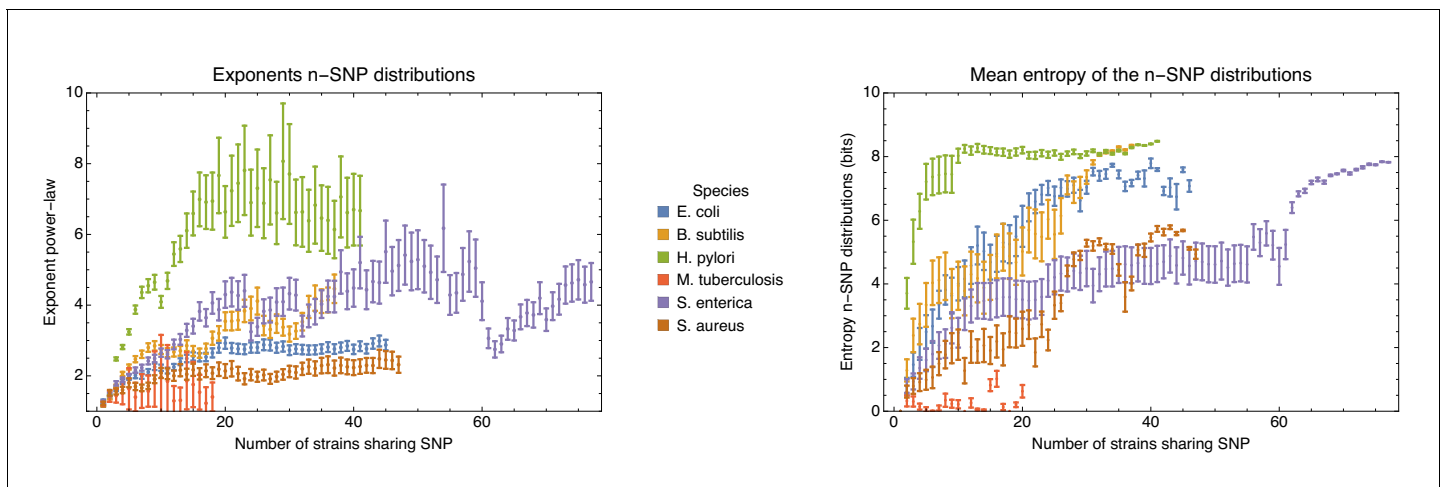 Exponents n−SNP distributions
10
8
6
4
2
0
20
40
60
Exponent power−law
Number of strains sharing SNP
Species
E. coli
B. subtilis
H. pylori
M. tuberculosis
S. enterica
S. aureus
Mean entropy of the n−SNP distributions
10
8
6
4
2
0
0
20
40
60
Entropy n−SNP distributions (bits)
Number of strains sharing SNP